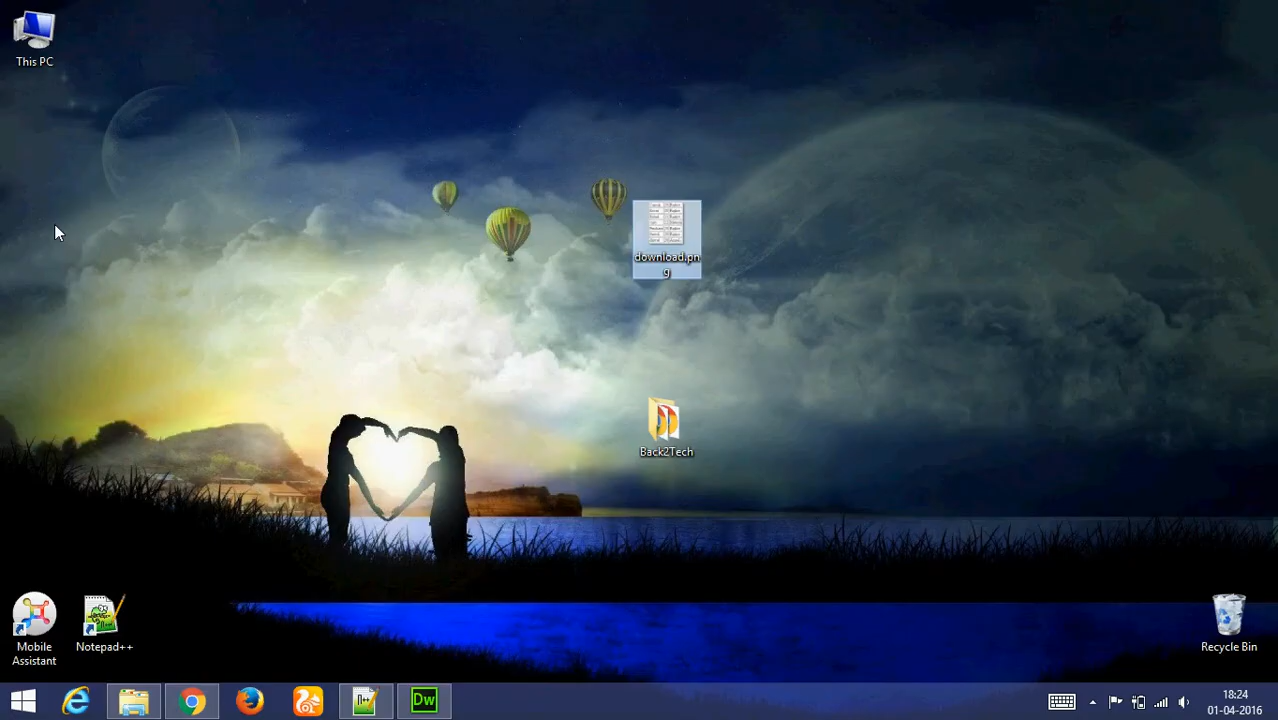 This PC
download.pn
g
Back2Tech
Mobile
Assistant
Notepad++
Recycle Bin
Dw
18:24
01-04-2016